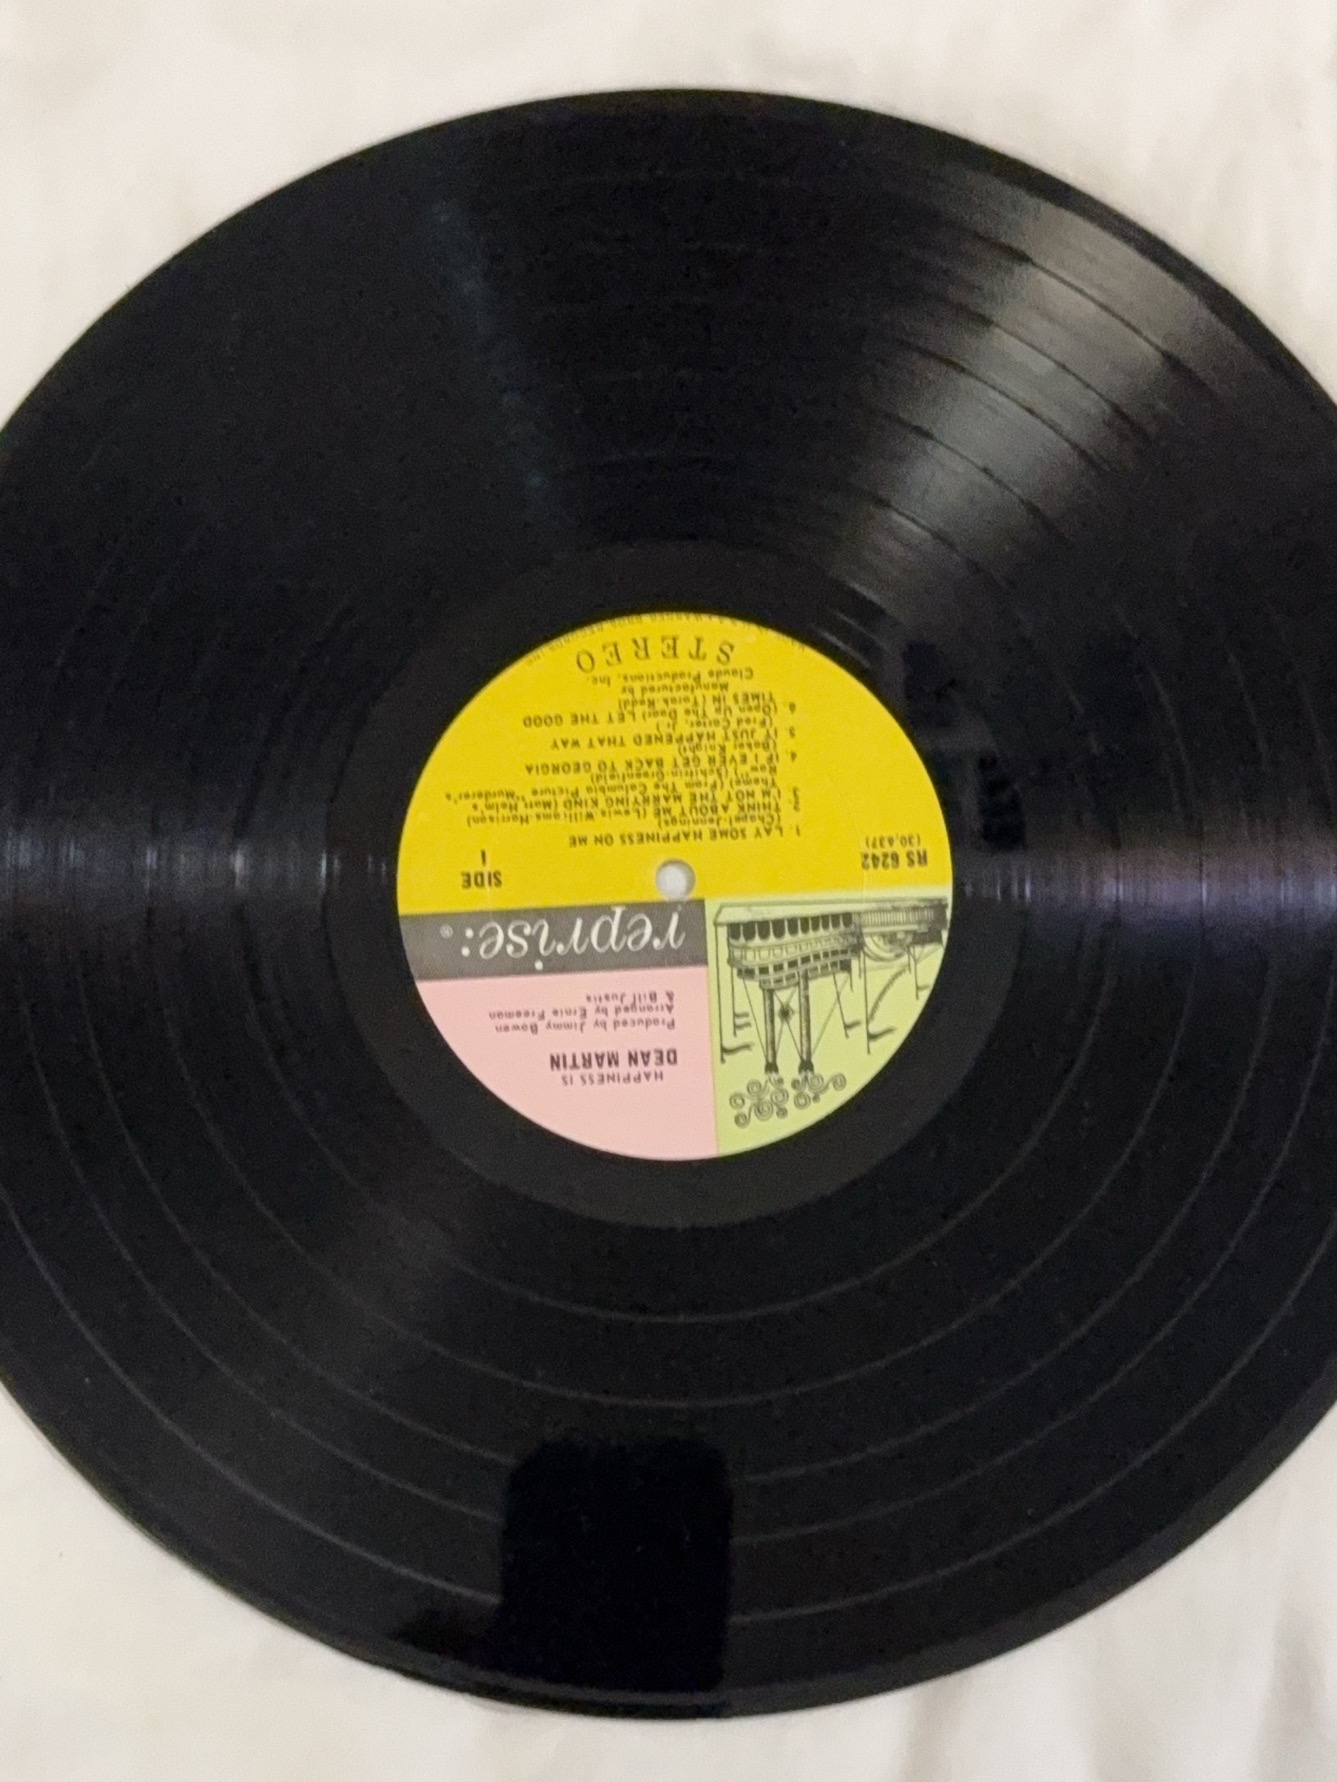 HAPPINESS IS
DEAN MARTIN
Produced by Jimmy Bowen
Arranged by Ernie Freeman
& Bill Justis
reprise:®
RS 6242
(30,637)
SIDE
1
1. LAY SOME HAPPINESS ON ME
(Chapel-Jennings)
2. THINK ABOUT ME (Lewis Williams-Harrison)
3. I'M NOT THE MARRYING KIND (Matt Helm's
Theme) (From The Columbia Picture "Murderer's
Row") (Schifrin-Greenfield)
4. IF I EVER GET BACK TO GEORGIA
(Baker Knight)
5. IT JUST HAPPENED THAT WAY
(Fred Carter, Jr.)
6. (Open Up The Door) LET THE GOOD
TIMES IN (Torok-Redd)
Manufactured by
Claude Productions, Inc.
STEREO